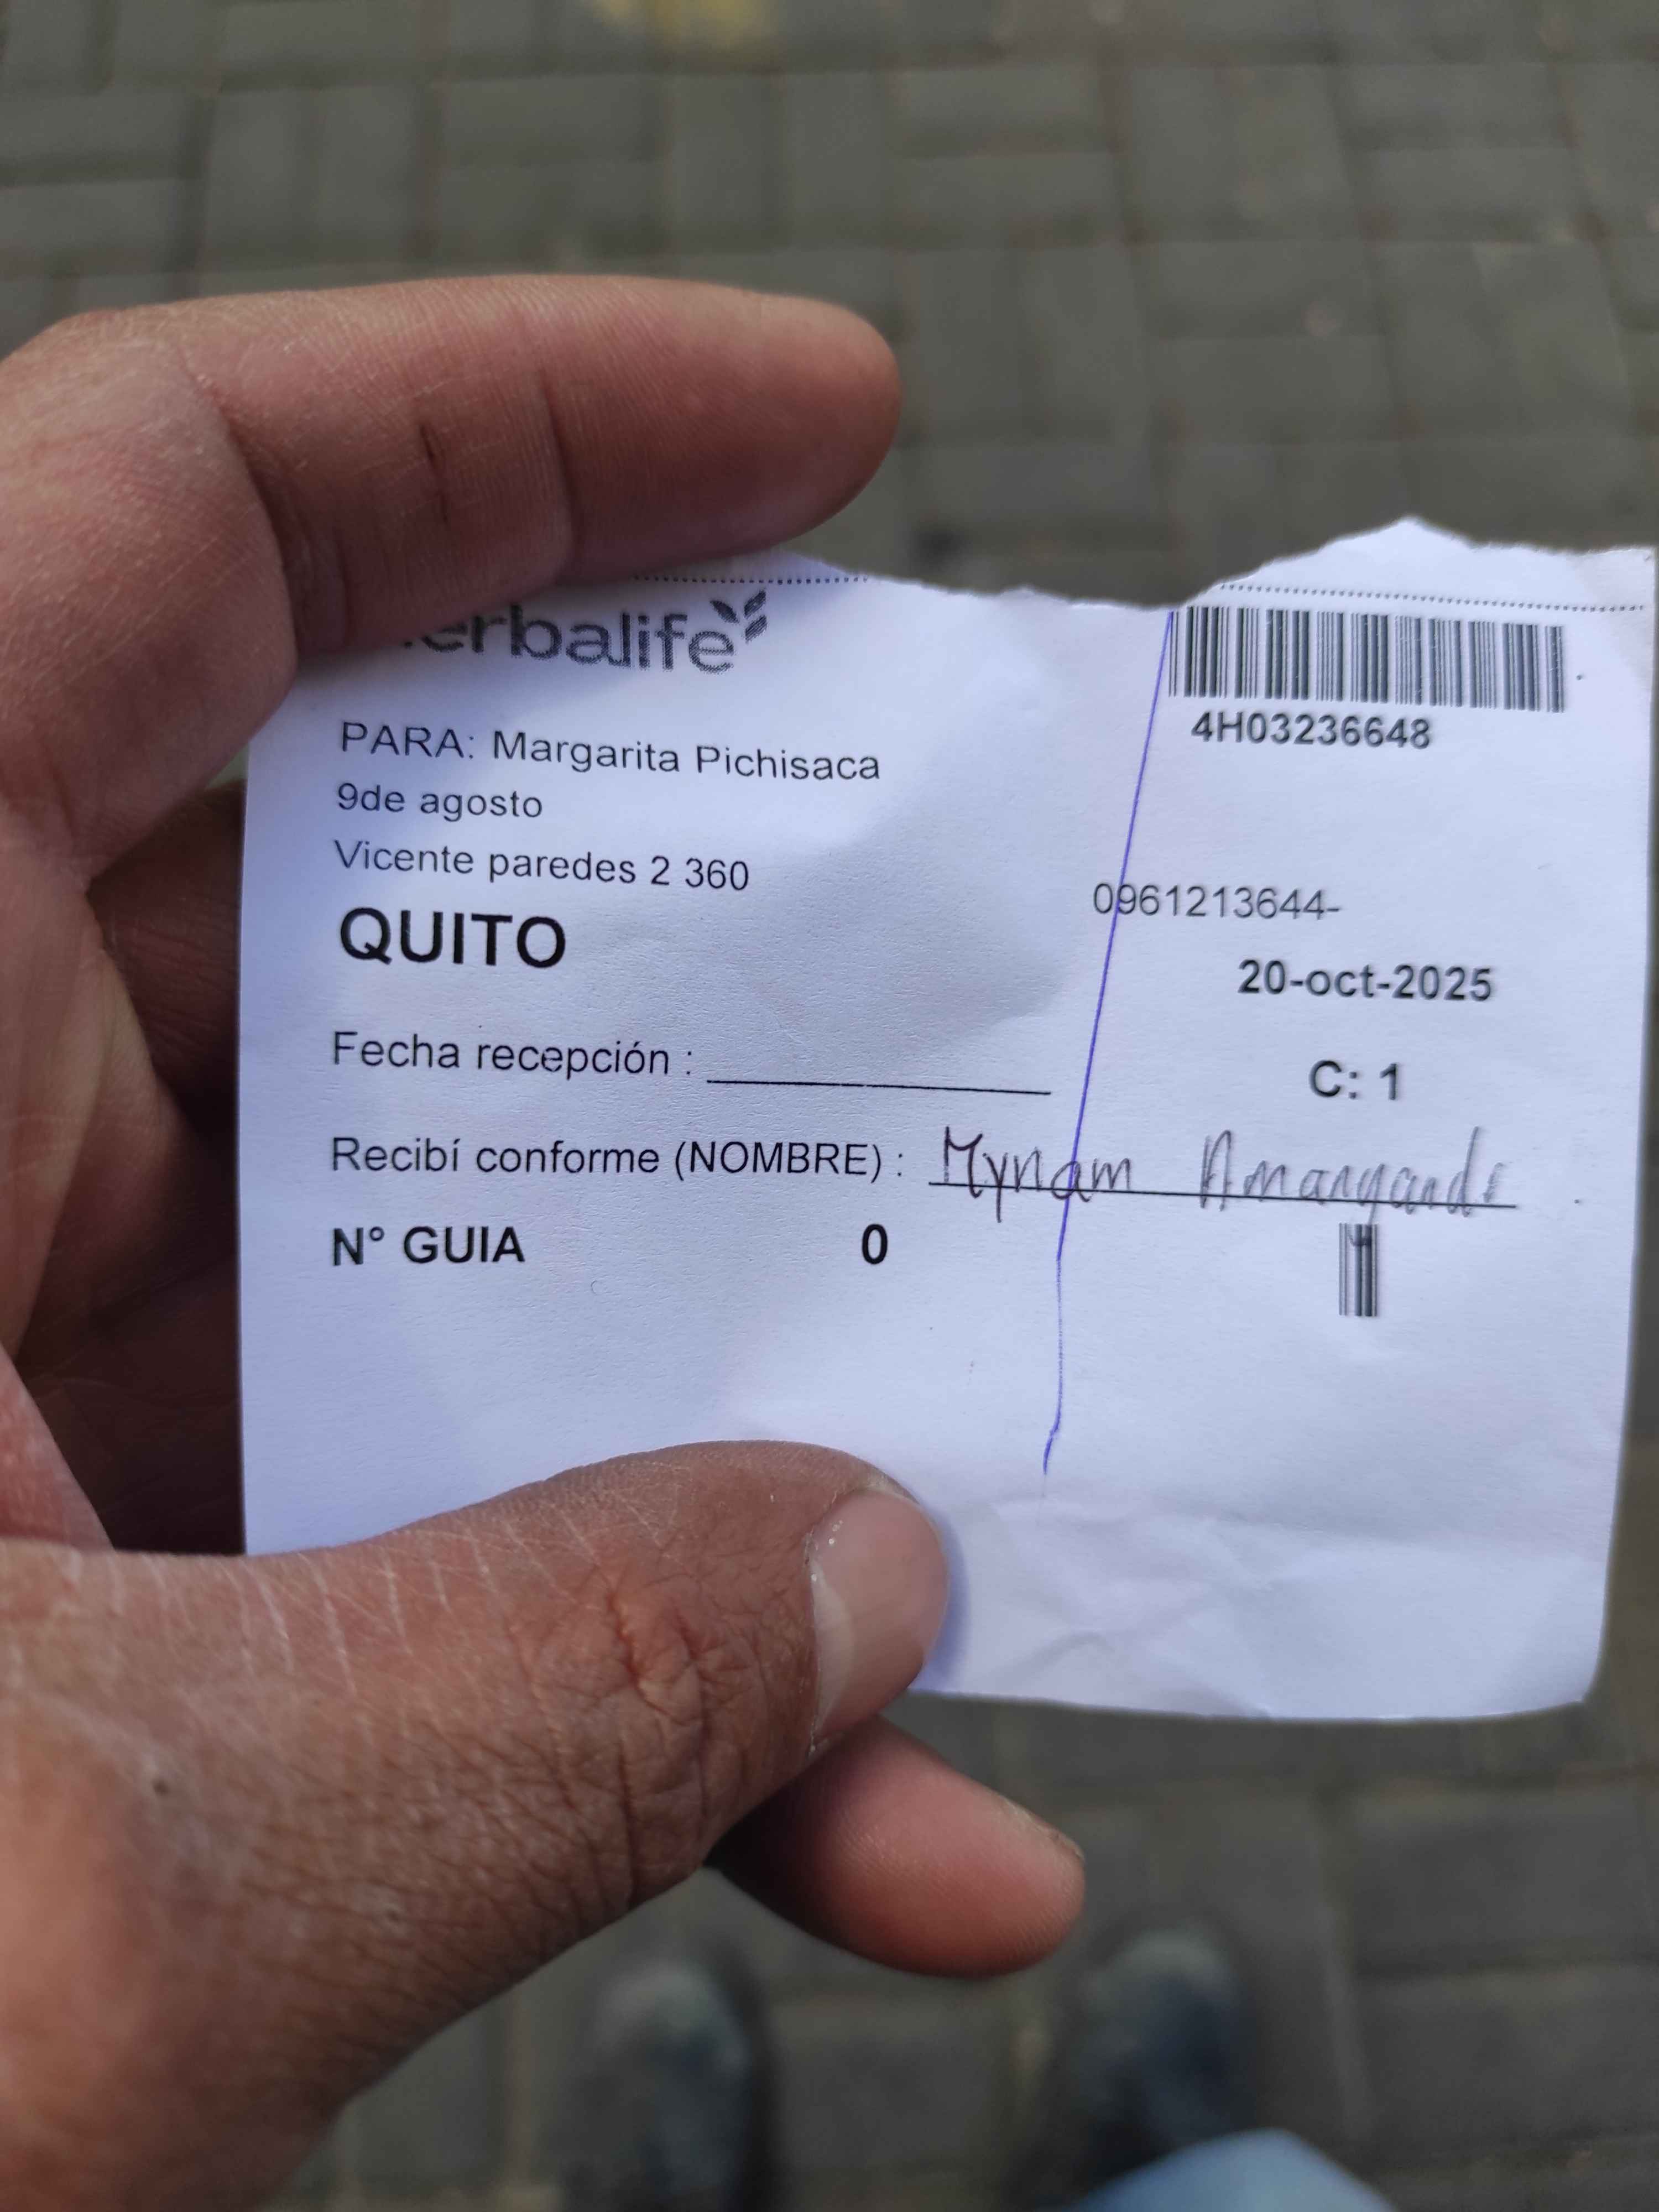 erbalife
4H03236648
PARA: Margarita Pichisaca
9de agosto
Vicente paredes 2 360
0961213644-
QUITO
20-oct-2025
Fecha recepción :
C: 1
Recibí conforme (NOMBRE) :
N° GUIA 0